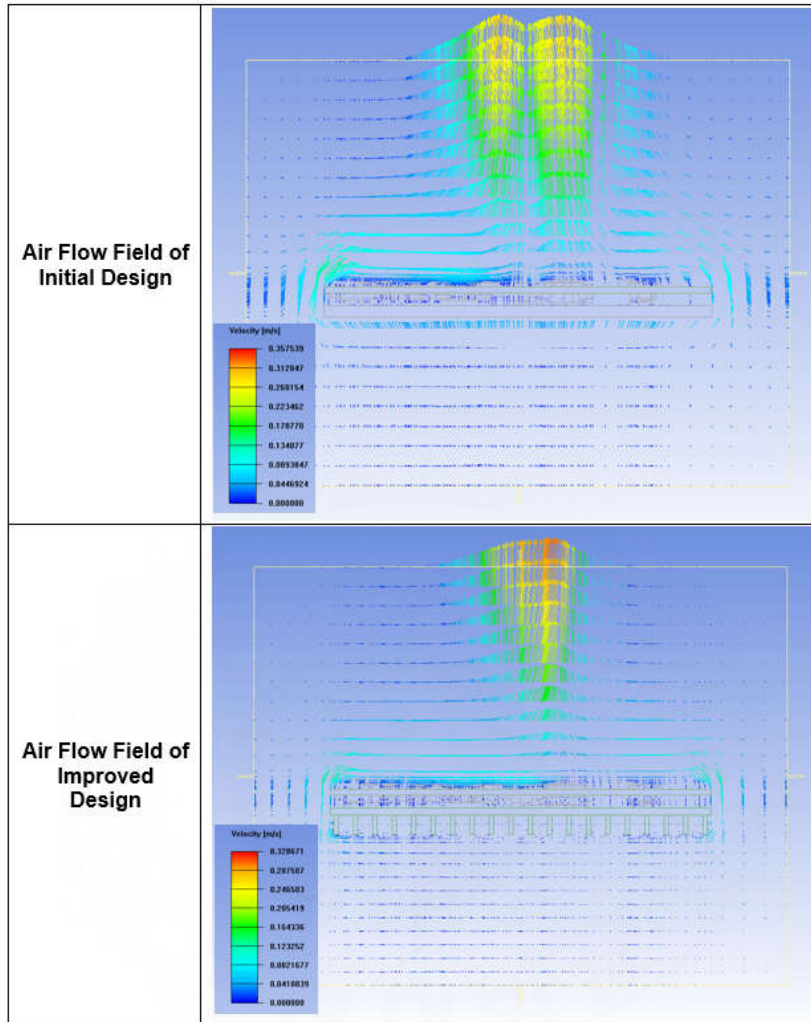 Air Flow Field of
Initial Design
Velocity [m/s]
0.357539
0.312847
0.268154
0.223462
0.178770
0.134077
0.0893847
0.0446924
0.000000
Air Flow Field of
Improved
Design
Velocity [m/s]
0.328671
0.287587
0.246503
0.205419
0.164336
0.123252
0.0821677
0.0410839
0.000000